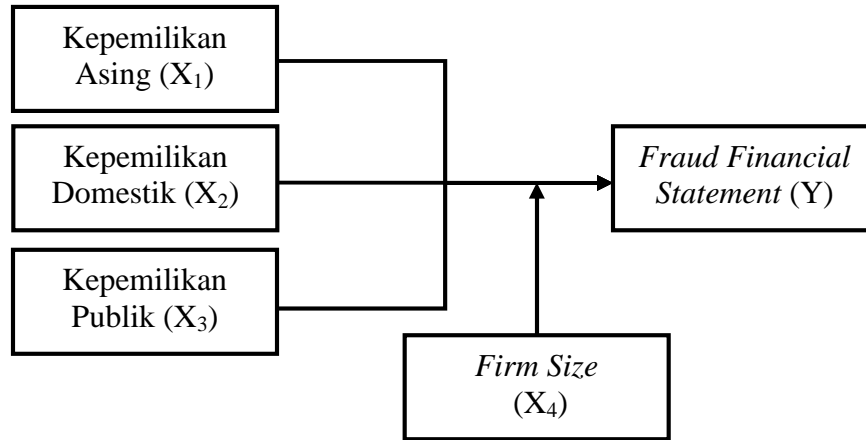 Kepemilikan
Asing (X₁)
Kepemilikan
Domestik (X₂)
Kepemilikan
Publik (X₃)
Fraud Financial
Statement (Y)
Firm Size
(X₄)